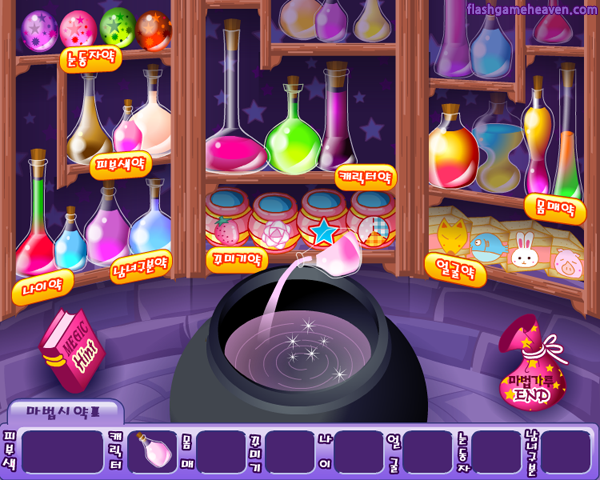 flashgameheaven.com
눈동자약
피부색약
캐릭터약
몸매약
나이약
남녀구분약
꾸미기약
얼굴약
MEGIC
Hint
마법가루
END
마법시약표
피부색
캐릭터
몸매
꾸미기
나이
얼굴
눈동자
남녀구분